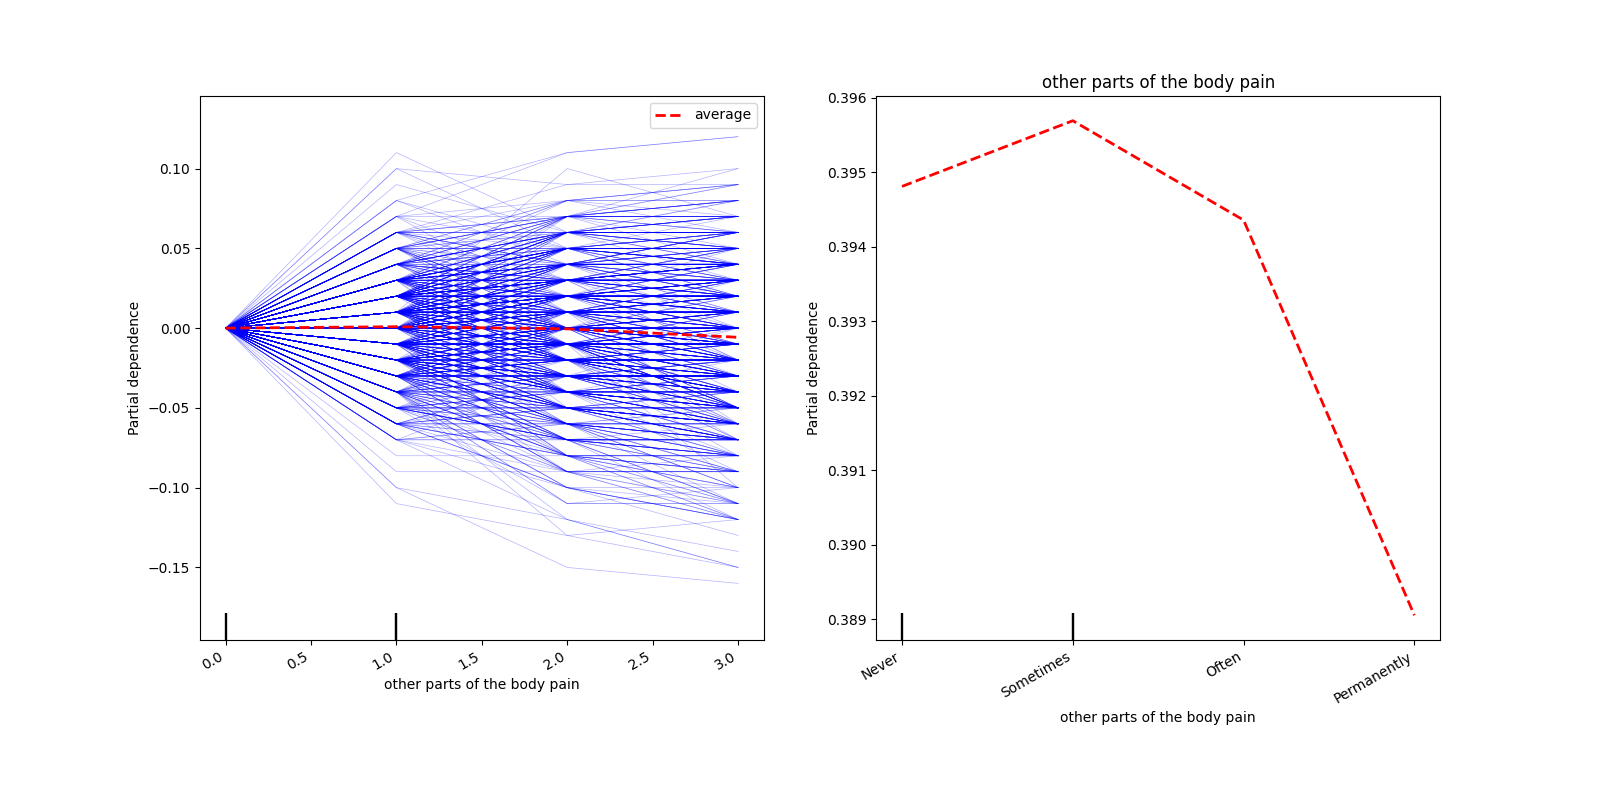 average
0.10
0.05
0.00
−0.05
−0.10
−0.15
Partial dependence
0.0
0.5
1.0
1.5
2.0
2.5
3.0
other parts of the body pain
other parts of the body pain
0.396
0.395
0.394
0.393
0.392
0.391
0.390
0.389
Partial dependence
Never
Sometimes
Often
Permanently
other parts of the body pain